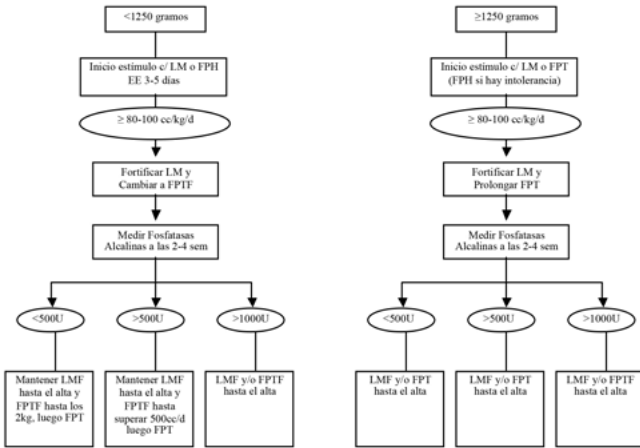 <1250 gramos
Inicio estímulo c/ LM o FPH
EE 3-5 días
≥ 80-100 cc/kg/d
Fortificar LM y
Cambiar a FPTF
Medir Fosfatasas
Alcalinas a las 2-4 sem
<500U
>500U
>1000U
Mantener LMF
hasta el alta y
FPTF hasta los
2kg, luego FPT
Mantener LMF
hasta el alta y
FPTF hasta
superar 500cc/d
luego FPT
LMF y/o FPTF
hasta el alta
≥1250 gramos
Inicio estímulo c/ LM o FPT
(FPH si hay intolerancia)
≥ 80-100 cc/kg/d
Fortificar LM y
Prolongar FPT
Medir Fosfatasas
Alcalinas a las 2-4 sem
<500U
>500U
>1000U
LMF y/o FPT
hasta el alta
LMF y/o FPT
hasta el alta
LMF y/o FPTF
hasta el alta